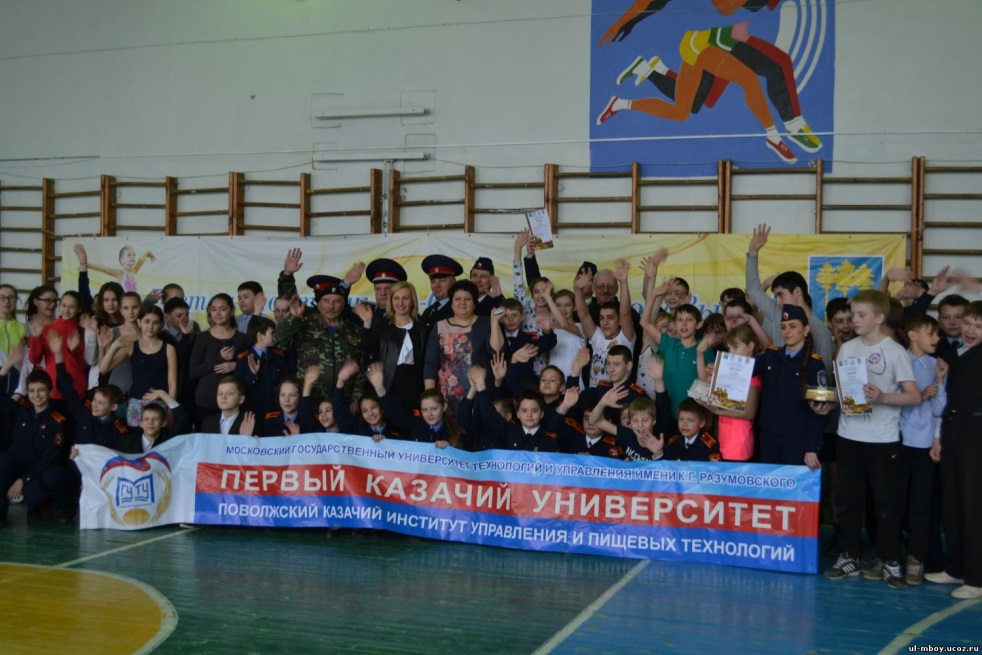 МОСКОВСКИЙ ГОСУДАРСТВЕННЫЙ УНИВЕРСИТЕТ ТЕХНОЛОГИЙ И УПРАВЛЕНИЯ ИМЕНИ К.Г. РАЗУМОВСКОГО
ПЕРВЫЙ КАЗАЧИЙ УНИВЕРСИТЕТ
ПОВОЛЖСКИЙ КАЗАЧИЙ ИНСТИТУТ УПРАВЛЕНИЯ И ПИЩЕВЫХ ТЕХНОЛОГИЙ
МГУТУ
ul-mboy.ucoz.ru